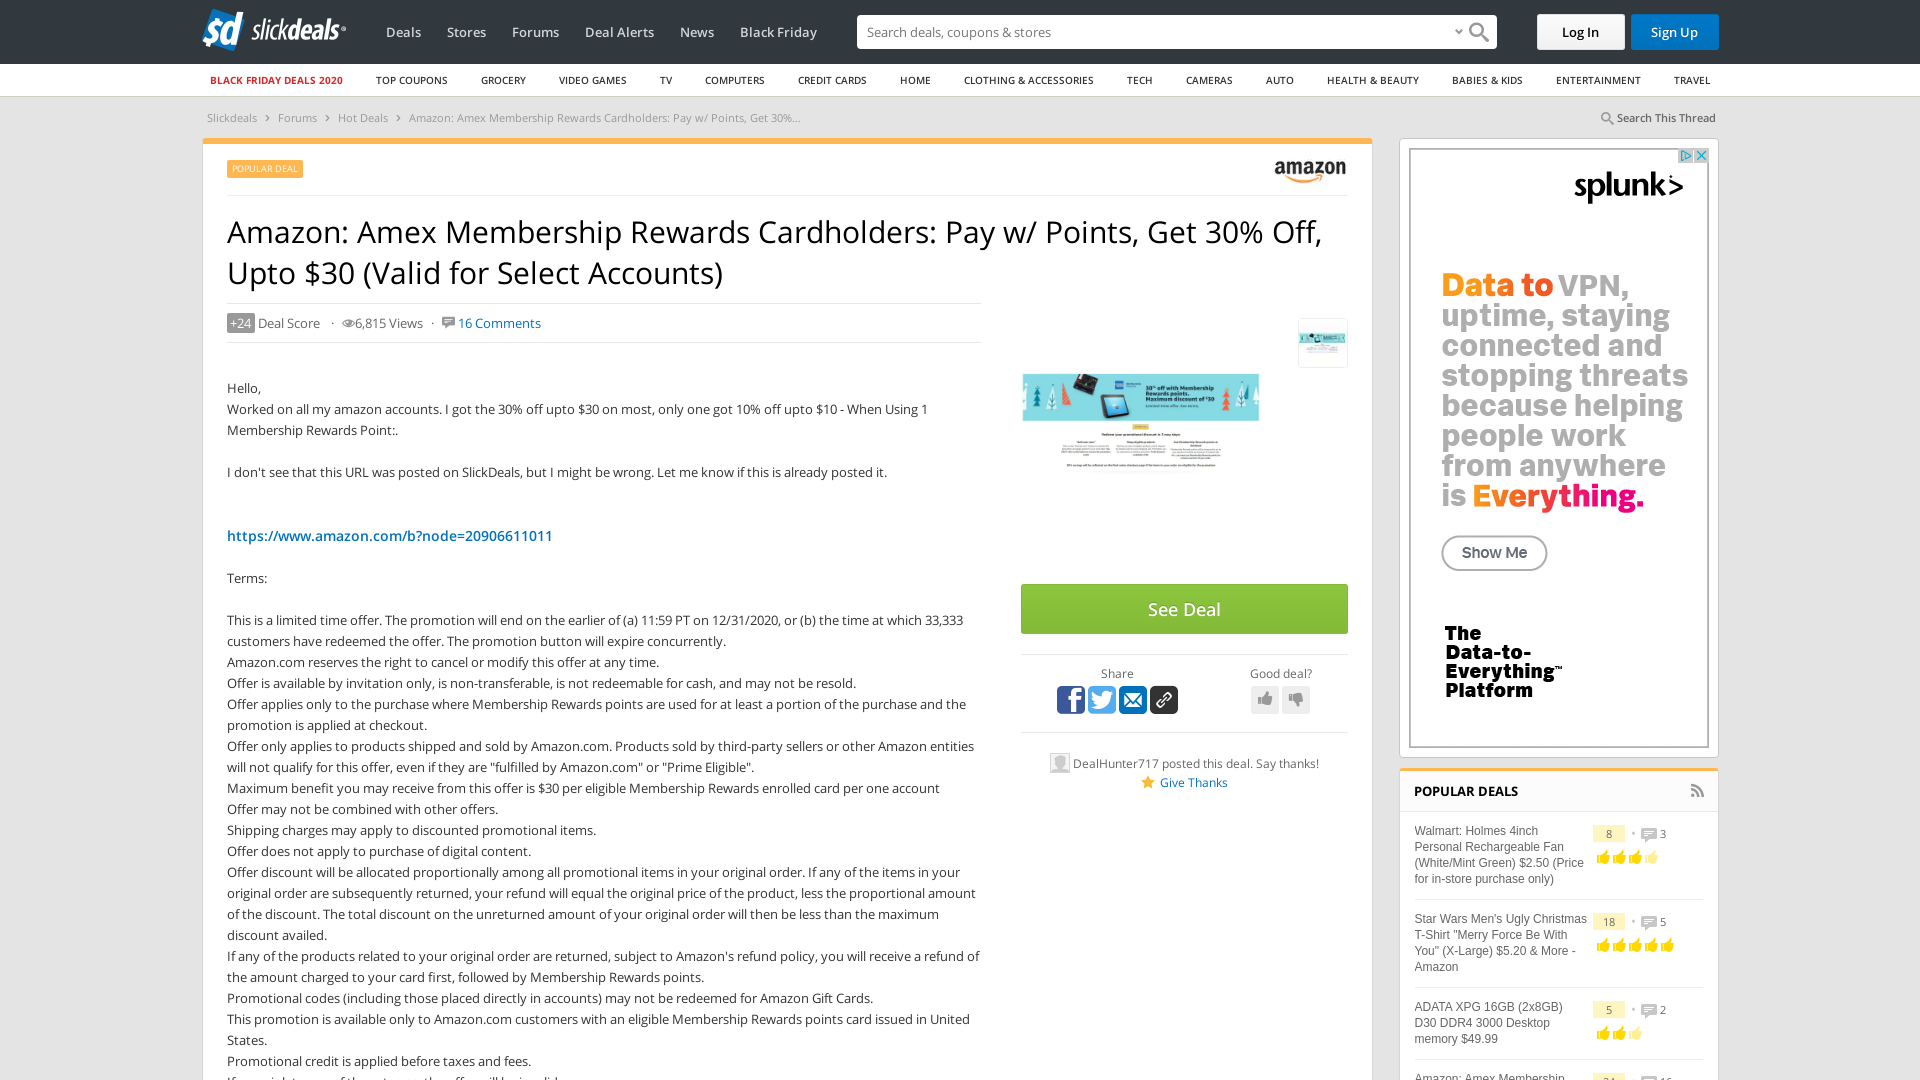 sd slickdeals
Deals Stores Forums Deal Alerts News Black Friday
Search deals, coupons & stores
Log In
Sign Up
BLACK FRIDAY DEALS 2020 TOP COUPONS GROCERY VIDEO GAMES TV COMPUTERS CREDIT CARDS HOME CLOTHING & ACCESSORIES TECH CAMERAS AUTO HEALTH & BEAUTY BABIES & KIDS ENTERTAINMENT TRAVEL
Slickdeals › Forums › Hot Deals › Amazon: Amex Membership Rewards Cardholders: Pay w/ Points, Get 30%...
Search This Thread
POPULAR DEAL
amazon
Amazon: Amex Membership Rewards Cardholders: Pay w/ Points, Get 30% Off,
Upto $30 (Valid for Select Accounts)
+24 Deal Score · 6,815 Views · 16 Comments
Hello,
Worked on all my amazon accounts. I got the 30% off upto $30 on most, only one got 10% off upto $10 - When Using 1
Membership Rewards Point:.
I don't see that this URL was posted on SlickDeals, but I might be wrong. Let me know if this is already posted it.
https://www.amazon.com/b?node=20906611011
Terms:
This is a limited time offer. The promotion will end on the earlier of (a) 11:59 PT on 12/31/2020, or (b) the time at which 33,333
customers have redeemed the offer. The promotion button will expire concurrently.
Amazon.com reserves the right to cancel or modify this offer at any time.
Offer is available by invitation only, is non-transferable, is not redeemable for cash, and may not be resold.
Offer applies only to the purchase where Membership Rewards points are used for at least a portion of the purchase and the
promotion is applied at checkout.
Offer only applies to products shipped and sold by Amazon.com. Products sold by third-party sellers or other Amazon entities
will not qualify for this offer, even if they are "fulfilled by Amazon.com" or "Prime Eligible".
Maximum benefit you may receive from this offer is $30 per eligible Membership Rewards enrolled card per one account
Offer may not be combined with other offers.
Shipping charges may apply to discounted promotional items.
Offer does not apply to purchase of digital content.
Offer discount will be allocated proportionally among all promotional items in your original order. If any of the items in your
original order are subsequently returned, your refund will equal the original price of the product, less the proportional amount
of the discount. The total discount on the unreturned amount of your original order will then be less than the maximum
discount availed.
If any of the products related to your original order are returned, subject to Amazon's refund policy, you will receive a refund of
the amount charged to your card first, followed by Membership Rewards points.
Promotional codes (including those placed directly in accounts) may not be redeemed for Amazon Gift Cards.
This promotion is available only to Amazon.com customers with an eligible Membership Rewards points card issued in United
States.
Promotional credit is applied before taxes and fees.
30% off with Membership
Rewards points.
Maximum discount of $30
See Deal
Share
Good deal?
DealHunter717 posted this deal. Say thanks!
Give Thanks
splunk>
Data to VPN,
uptime, staying
connected and
stopping threats
because helping
people work
from anywhere
is Everything.
Show Me
The
Data-to-
Everything™
Platform
POPULAR DEALS
Walmart: Holmes 4inch
Personal Rechargeable Fan
(White/Mint Green) $2.50 (Price
for in-store purchase only)
8 • 3
Star Wars Men's Ugly Christmas
T-Shirt "Merry Force Be With
You" (X-Large) $5.20 & More -
Amazon
18 • 5
ADATA XPG 16GB (2x8GB)
D30 DDR4 3000 Desktop
memory $49.99
5 • 2
Amazon: Amex Membership
24 • 16